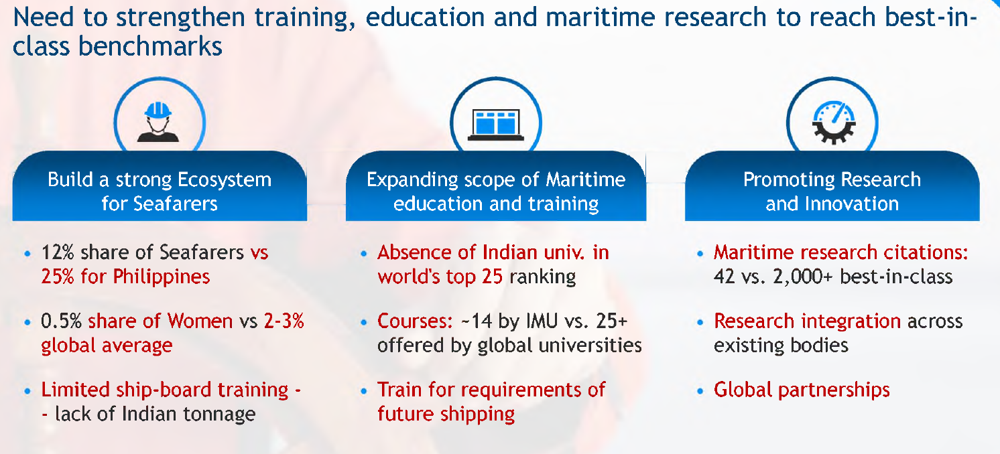 Need to strengthen training, education and maritime research to reach best-in-
class benchmarks
Build a strong Ecosystem
for Seafarers
• 12% share of Seafarers vs
25% for Philippines
• 0.5% share of Women vs 2-3%
global average
• Limited ship-board training -
- lack of Indian tonnage
Expanding scope of Maritime
education and training
• Absence of Indian univ. in
world's top 25 ranking
• Courses: ~14 by IMU vs. 25+
offered by global universities
• Train for requirements of
future shipping
Promoting Research
and Innovation
• Maritime research citations:
42 vs. 2,000+ best-in-class
• Research integration across
existing bodies
• Global partnerships